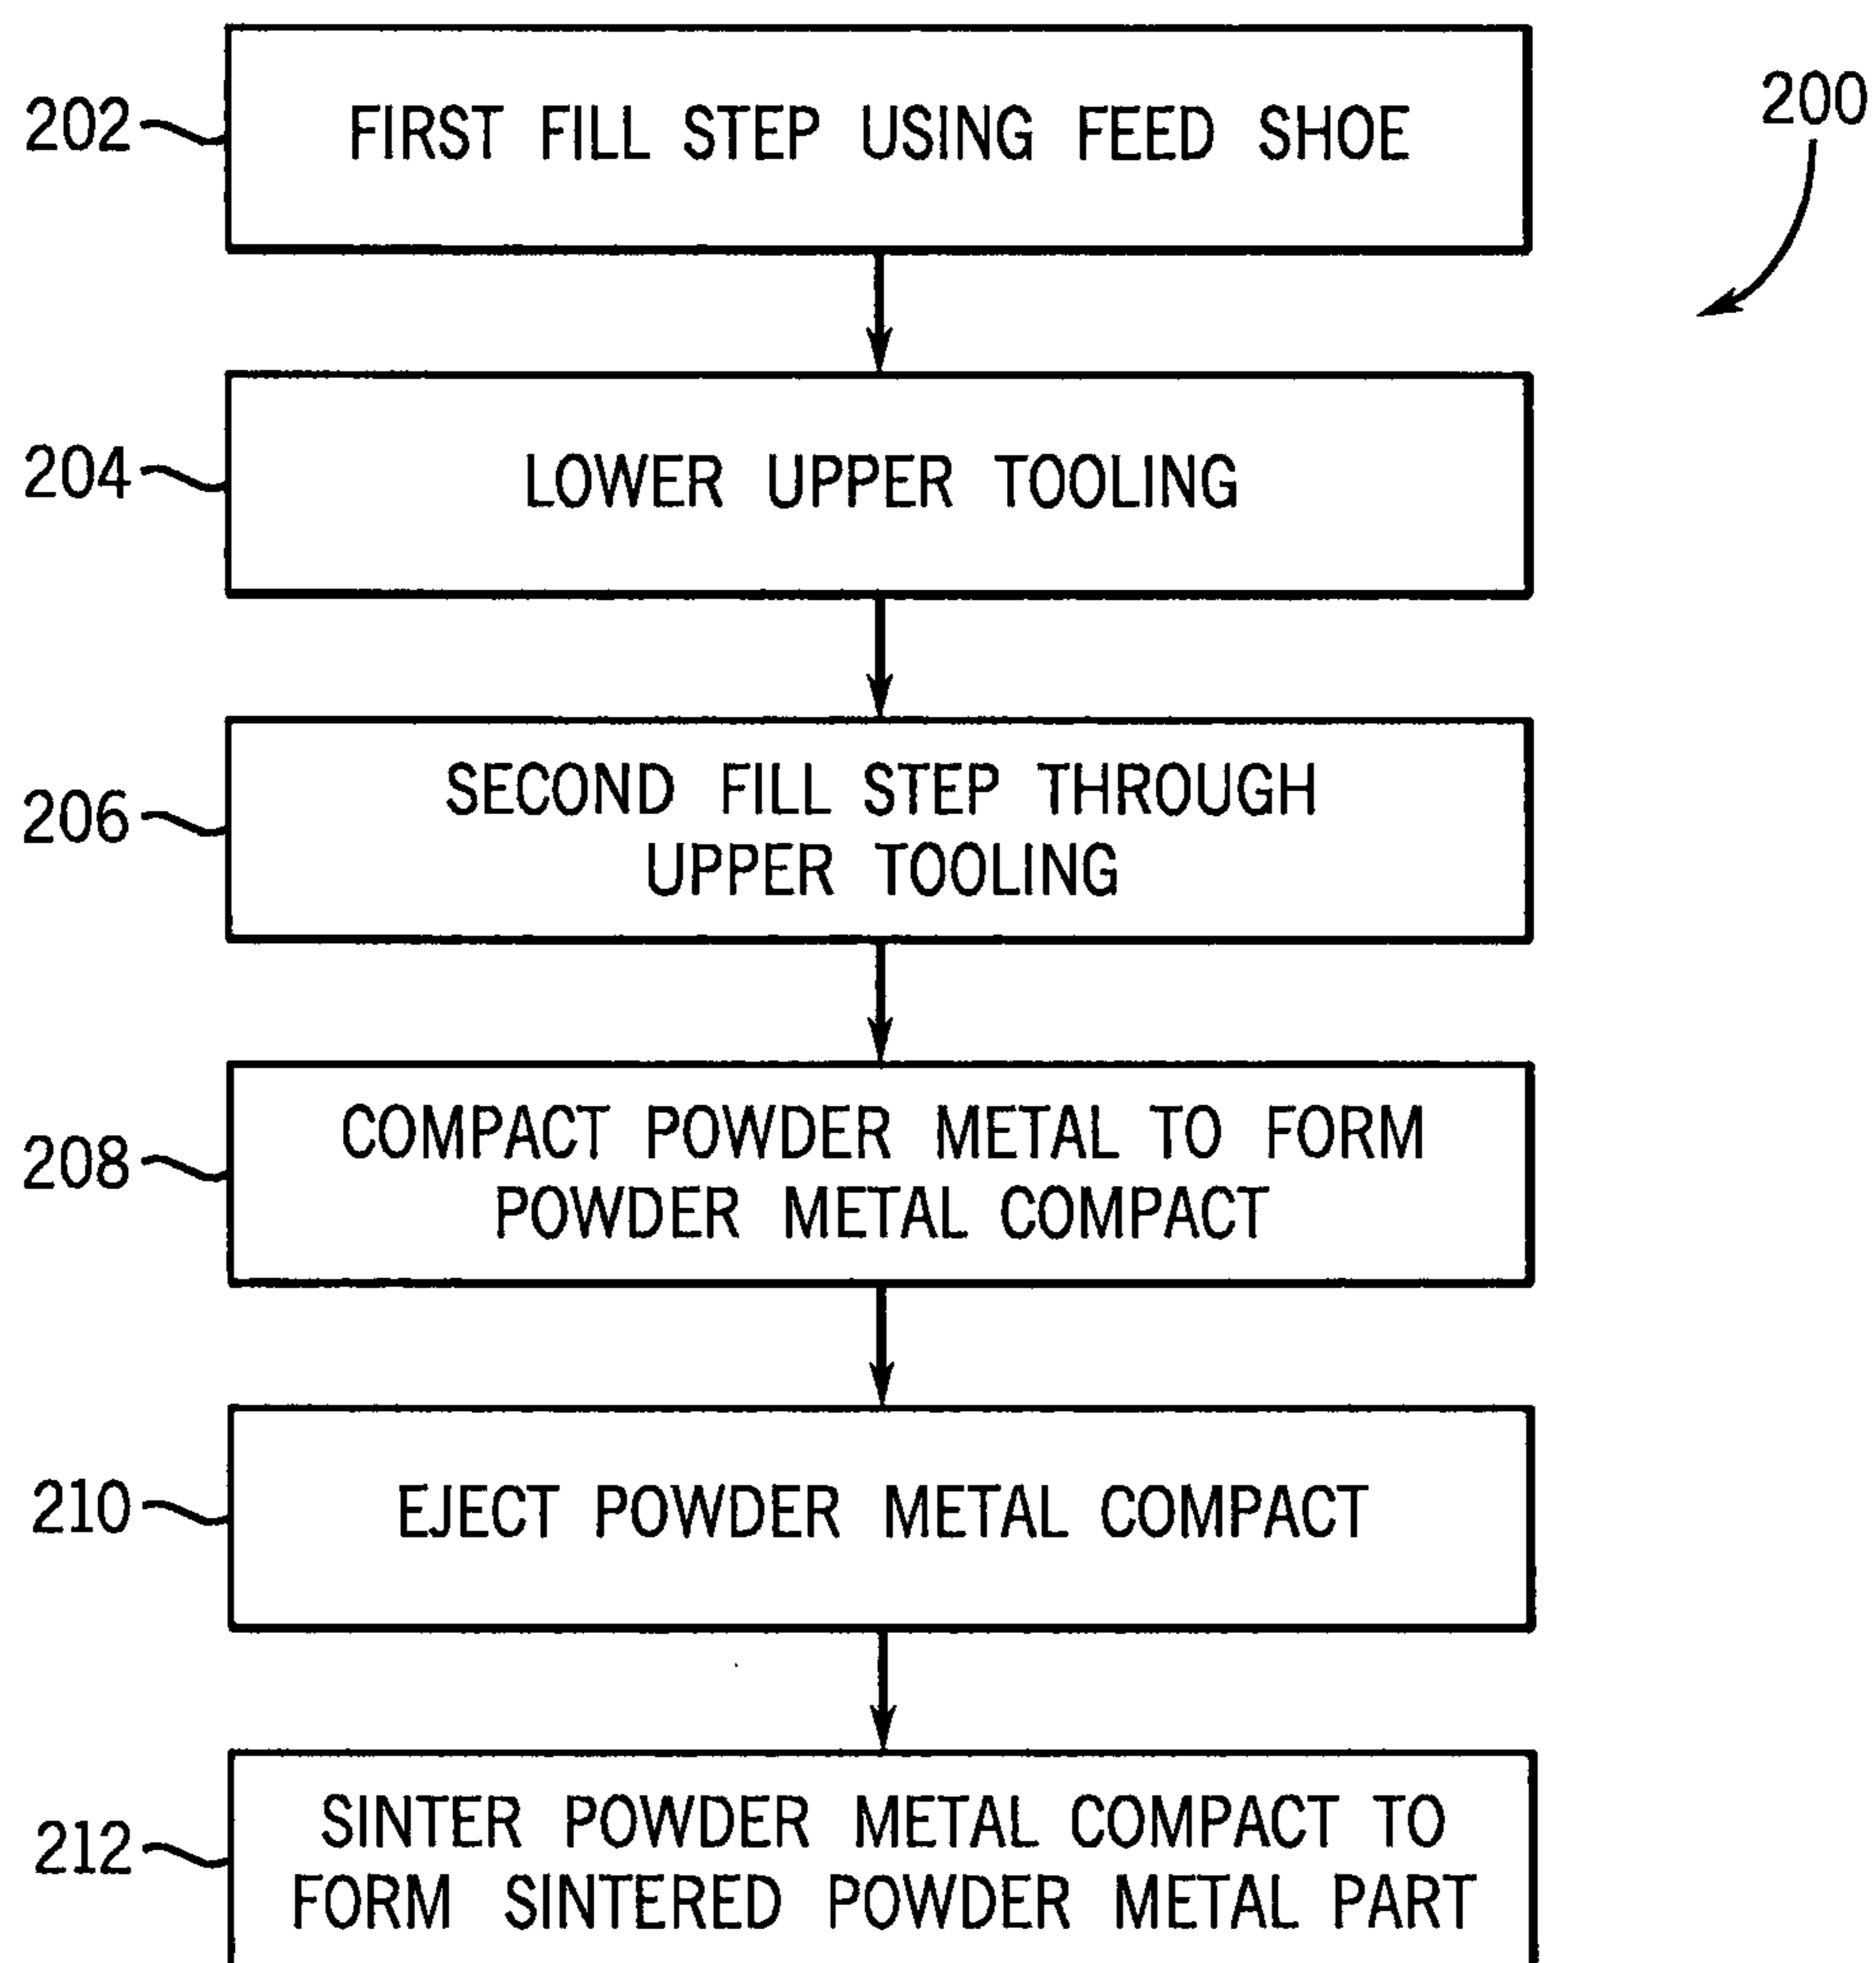 200
202
FIRST FILL STEP USING FEED SHOE
204
LOWER UPPER TOOLING
206
SECOND FILL STEP THROUGH
UPPER TOOLING
208
COMPACT POWDER METAL TO FORM
POWDER METAL COMPACT
210
EJECT POWDER METAL COMPACT
212
SINTER POWDER METAL COMPACT TO
FORM SINTERED POWDER METAL PART